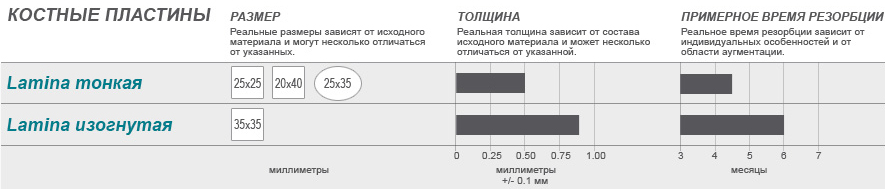 КОСТНЫЕ ПЛАСТИНЫ
РАЗМЕР
Реальные размеры зависят от исходного
материала и могут несколько отличаться
от указанных.
ТОЛЩИНА
Реальная толщина зависит от состава
исходного материала и может несколько
отличаться от указанной.
ПРИМЕРНОЕ ВРЕМЯ РЕЗОРБЦИИ
Реальное время резорбции зависит от
индивидуальных особенностей и от
области аугментации.
Lamina тонкая 25x25 20x40 25x35
Lamina изогнутая 35x35
0 0.25 0.50 0.75 1.00 3 4 5 6 7
миллиметры миллиметры месяцы
+/- 0.1 мм